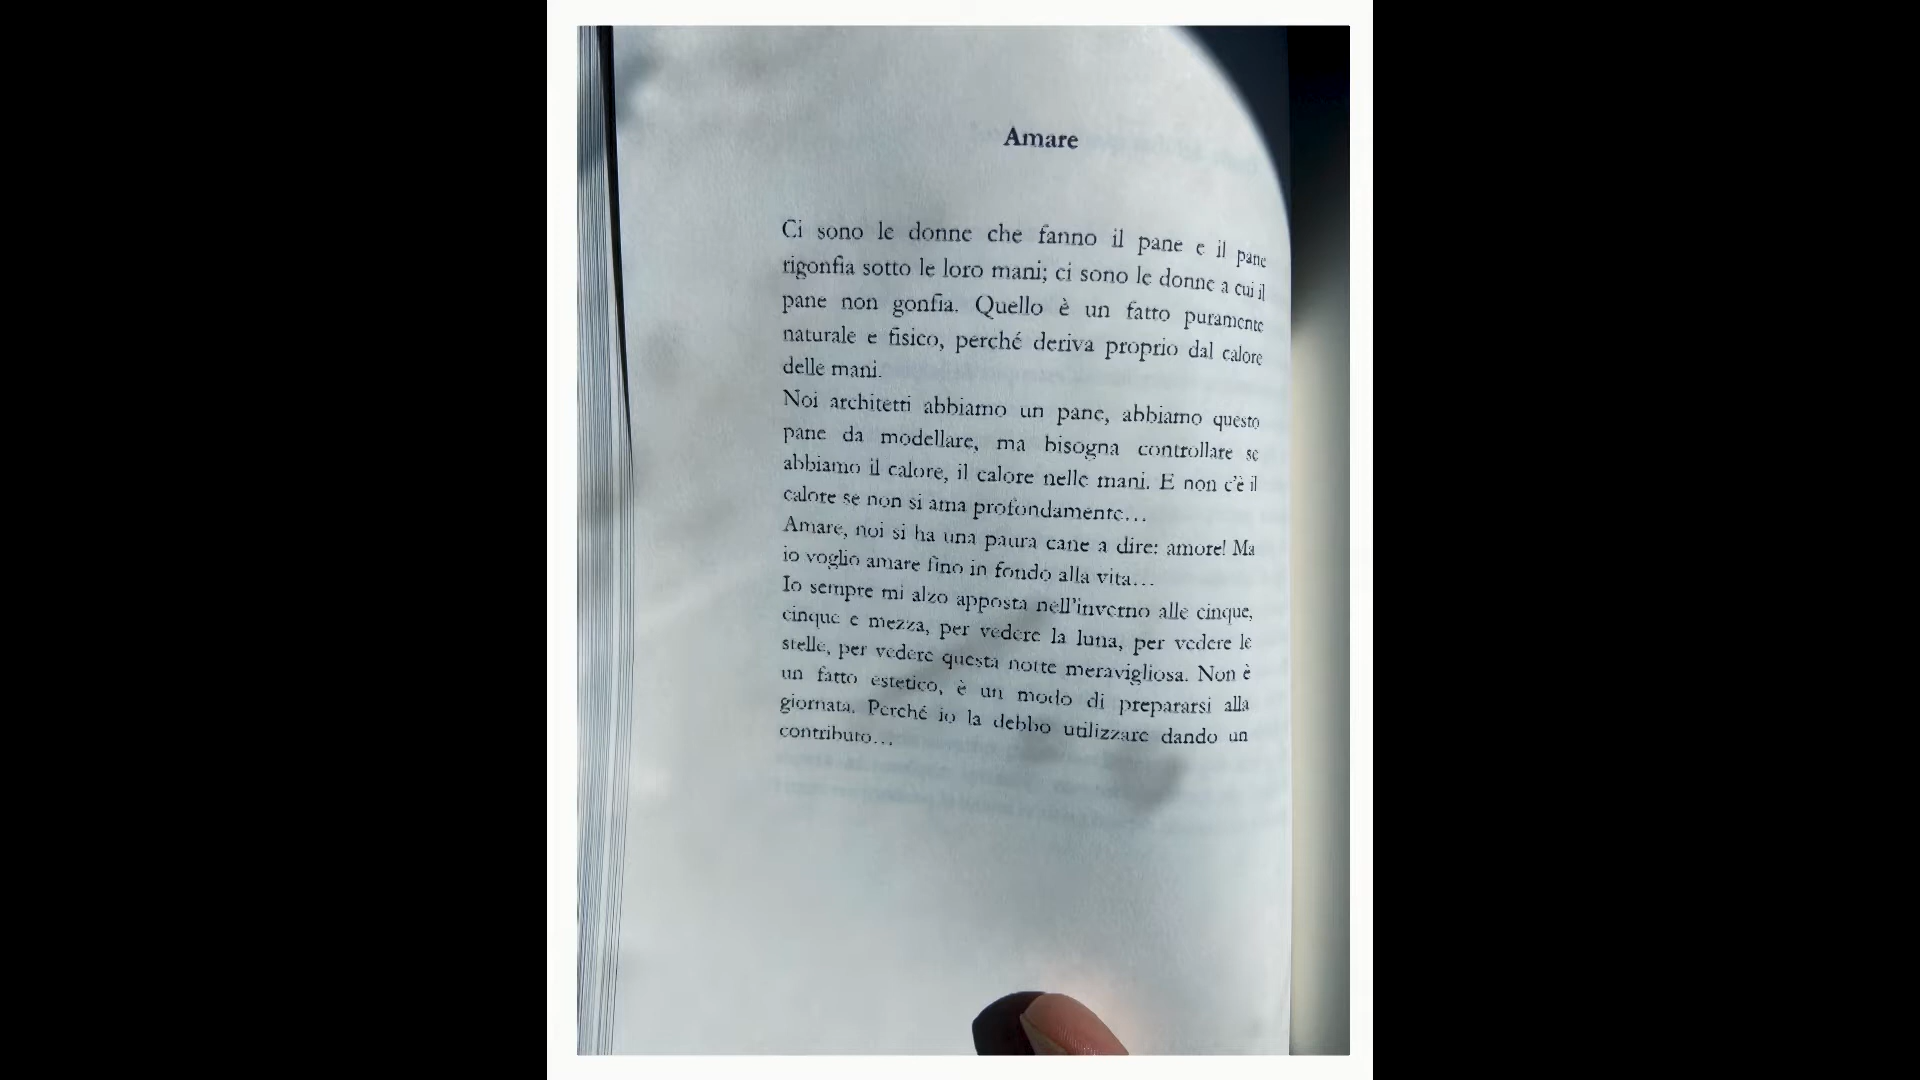 Amare
Ci sono le donne che fanno il pane e il pane
rigonfia sotto le loro mani; ci sono le donne a cui il
pane non gonfia. Quello è un fatto puramente
naturale e fisico, perché deriva proprio dal calore
delle mani.
Noi architetti abbiamo un pane, abbiamo questo
pane da modellare, ma bisogna controllare se
abbiamo il calore, il calore nelle mani. E non c'è il
calore se non si ama profondamente…
Amare, noi si ha una paura cane a dire: amore! Ma
io voglio amare fino in fondo alla vita…
Io sempre mi alzo apposta nell'inverno alle cinque,
cinque e mezza, per vedere la luna, per vedere le
stelle, per vedere questa notte meravigliosa. Non è
un fatto estetico, è un modo di prepararsi alla
giornata. Perché io la debbo utilizzare dando un
contributo…